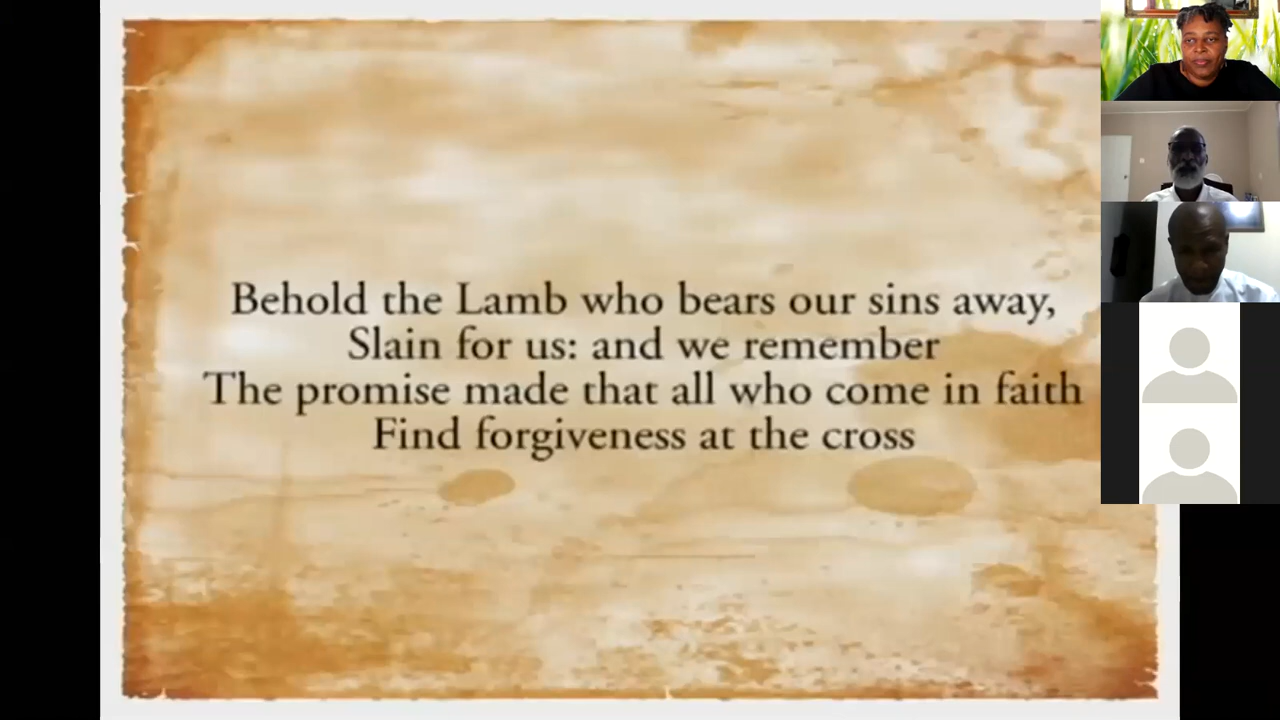 Behold the Lamb who bears our sins away,
Slain for us: and we remember
The promise made that all who come in faith
Find forgiveness at the cross